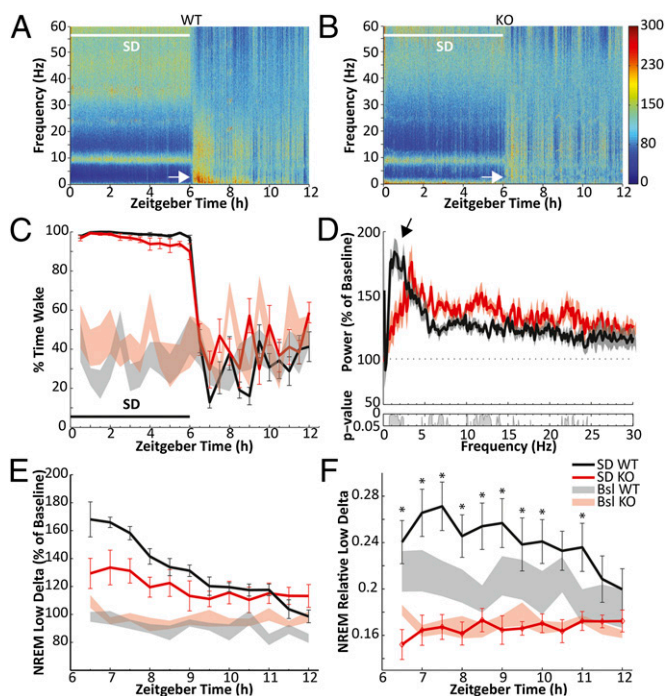 A WT
B KO
SD
SD
Frequency (Hz)
60
50
40
30
20
10
0
0 2 4 6 8 10 12
Zeitgeber Time (h)
Frequency (Hz)
60
50
40
30
20
10
0
0 2 4 6 8 10 12
Zeitgeber Time (h)
300
230
180
150
130
100
80
50
0
C
% Time Wake
100
80
60
40
20
0
SD
0 2 4 6 8 10 12
Zeitgeber Time (h)
D
Power (% of Baseline)
200
150
100
50
p-value
0
0.05
0 5 10 15 20 25 30
Frequency (Hz)
E
NREM Low Delta (% of Baseline)
200
180
160
140
120
100
80
6 7 8 9 10 11 12
Zeitgeber Time (h)
F
NREM Relative Low Delta
0.28
0.24
0.2
0.16
* * * * * * * * *
SD WT
SD KO
Bsl WT
Bsl KO
6 7 8 9 10 11 12
Zeitgeber Time (h)